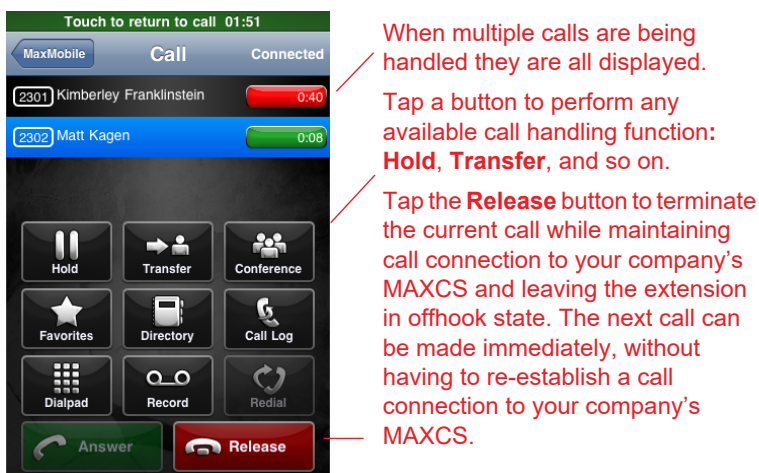 Touch to return to call 01:51
MaxMobile Call Connected
2301 Kimberley Franklinstein 0:40
2302 Matt Kagen 0:08
Hold Transfer Conference
Favorites Directory Call Log
Dialpad Record Redial
Answer Release
When multiple calls are being
handled they are all displayed.
Tap a button to perform any
available call handling function:
Hold, Transfer, and so on.
Tap the Release button to terminate
the current call while maintaining
call connection to your company’s
MAXCS and leaving the extension
in offhook state. The next call can
be made immediately, without
having to re-establish a call
connection to your company’s
MAXCS.